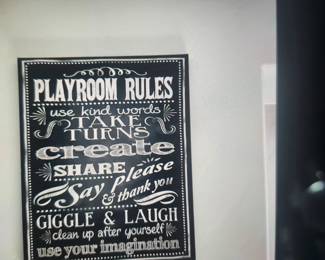 PLAYROOM RULES
use kind words
TAKE
TURNS
create
SHARE
Say please
& thank you
GIGGLE & LAUGH
clean up after yourself
use your imagination